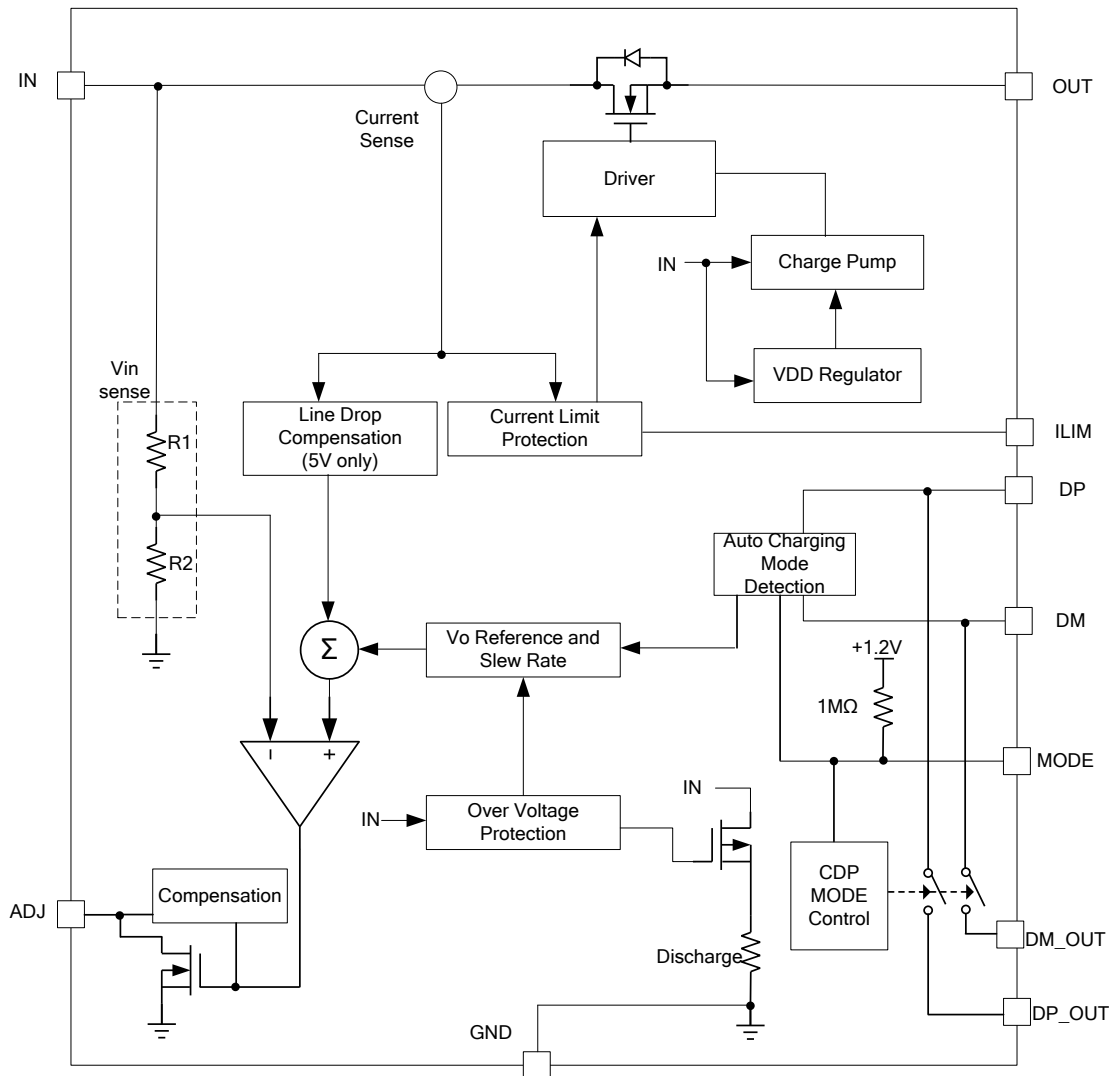 IN
OUT
Current
Sense
Driver
IN
Charge Pump
VDD Regulator
Vin
sense
R1
R2
Line Drop
Compensation
(5V only)
Current Limit
Protection
ILIM
DP
Auto Charging
Mode
Detection
DM
Σ
Vo Reference and
Slew Rate
+1.2V
1MΩ
MODE
− +
IN
Over Voltage
Protection
IN
CDP
MODE
Control
ADJ
Compensation
Discharge
DM_OUT
DP_OUT
GND